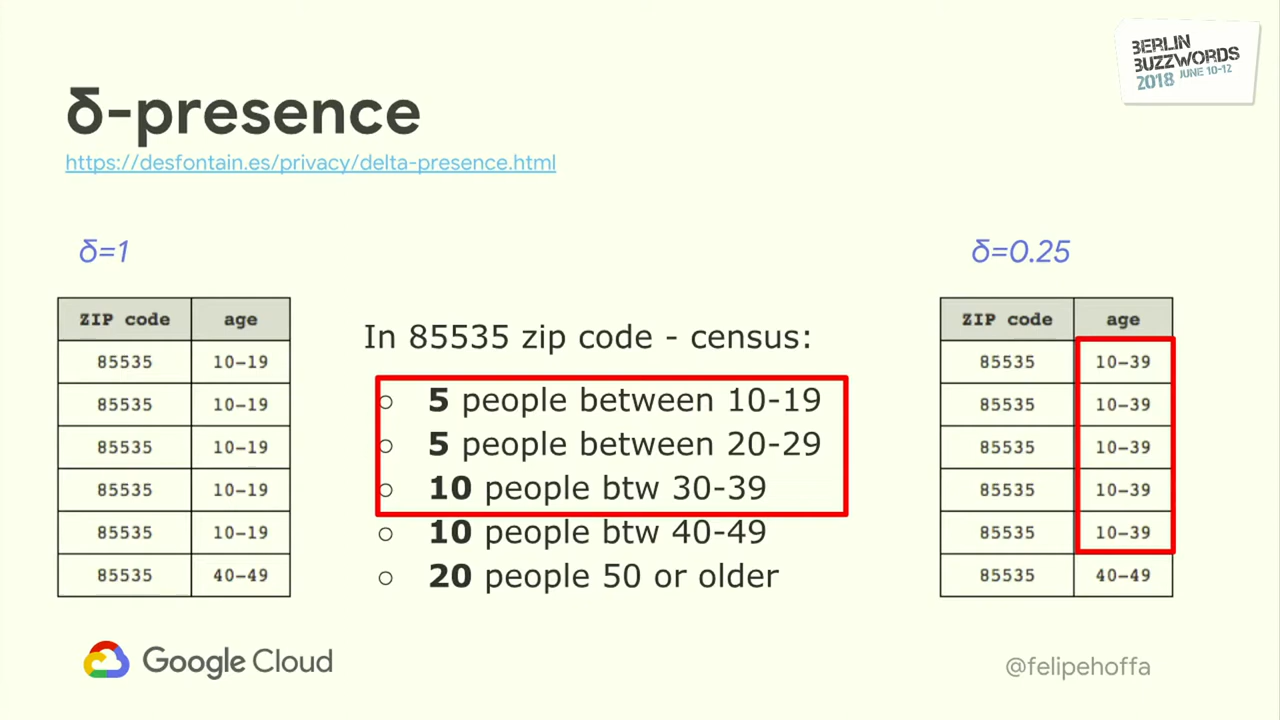 BERLIN
BUZZWORDS
2018 JUNE 10-12
δ-presence
https://desfontain.es/privacy/delta-presence.html
δ=1
ZIP code age
85535 10-19
85535 10-19
85535 10-19
85535 10-19
85535 10-19
85535 40-49
In 85535 zip code - census:
○ 5 people between 10-19
○ 5 people between 20-29
○ 10 people btw 30-39
○ 10 people btw 40-49
○ 20 people 50 or older
δ=0.25
ZIP code age
85535 10-39
85535 10-39
85535 10-39
85535 10-39
85535 10-39
85535 40-49
Google Cloud
@felipehoffa